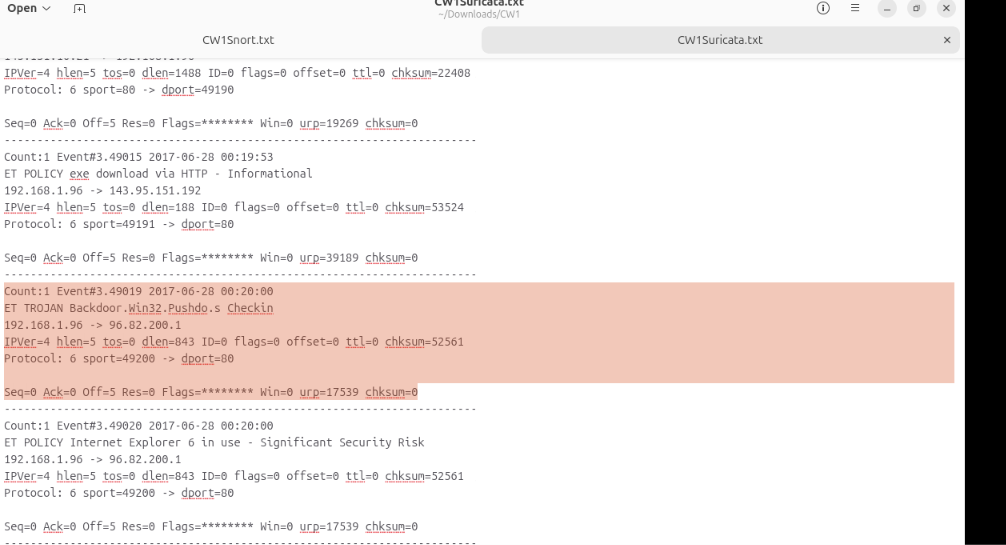 Open
CW1Suricata.txt
~/Downloads/CW1
CW1Snort.txt
CW1Suricata.txt
IPVer=4 hlen=5 tos=0 dlen=1488 ID=0 flags=0 offset=0 ttl=0 chksum=22408
Protocol: 6 sport=80 -> dport=49190
Seq=0 Ack=0 Off=5 Res=0 Flags=******** Win=0 urp=19269 chksum=0
------------------------------------------------------------------------
Count:1 Event#3.49015 2017-06-28 00:19:53
ET POLICY exe download via HTTP - Informational
192.168.1.96 -> 143.95.151.192
IPVer=4 hlen=5 tos=0 dlen=188 ID=0 flags=0 offset=0 ttl=0 chksum=53524
Protocol: 6 sport=49191 -> dport=80
Seq=0 Ack=0 Off=5 Res=0 Flags=******** Win=0 urp=39189 chksum=0
------------------------------------------------------------------------
Count:1 Event#3.49019 2017-06-28 00:20:00
ET TROJAN Backdoor.Win32.Pushdo.s Checkin
192.168.1.96 -> 96.82.200.1
IPVer=4 hlen=5 tos=0 dlen=843 ID=0 flags=0 offset=0 ttl=0 chksum=52561
Protocol: 6 sport=49200 -> dport=80
Seq=0 Ack=0 Off=5 Res=0 Flags=******** Win=0 urp=17539 chksum=0
------------------------------------------------------------------------
Count:1 Event#3.49020 2017-06-28 00:20:00
ET POLICY Internet Explorer 6 in use - Significant Security Risk
192.168.1.96 -> 96.82.200.1
IPVer=4 hlen=5 tos=0 dlen=843 ID=0 flags=0 offset=0 ttl=0 chksum=52561
Protocol: 6 sport=49200 -> dport=80
Seq=0 Ack=0 Off=5 Res=0 Flags=******** Win=0 urp=17539 chksum=0
------------------------------------------------------------------------